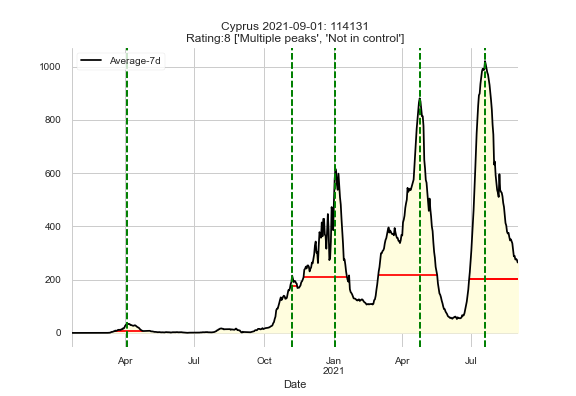 Cyprus 2021-09-01: 114131
Rating:8 ['Multiple peaks', 'Not in control']
Average-7d
1000
800
600
400
200
0
Apr Jul Oct Jan Apr Jul
2021
Date